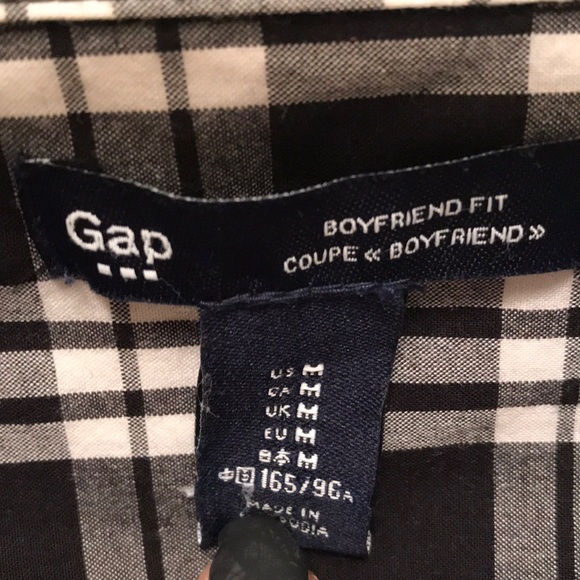 Gap
BOYFRIEND FIT
COUPE « BOYFRIEND »
US M
CA M
UK M
EU M
日本 M
中国 165/96A
MADE IN